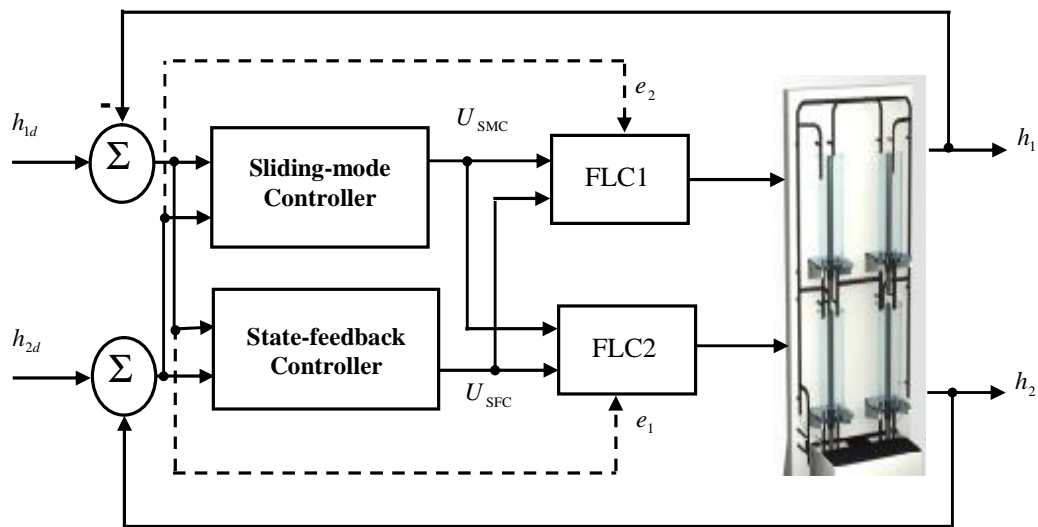 -
h1d
Σ
Sliding-mode
Controller
USMC
e2
FLC1
h1
h2d
Σ
State-feedback
Controller
USFC
FLC2
e1
h2